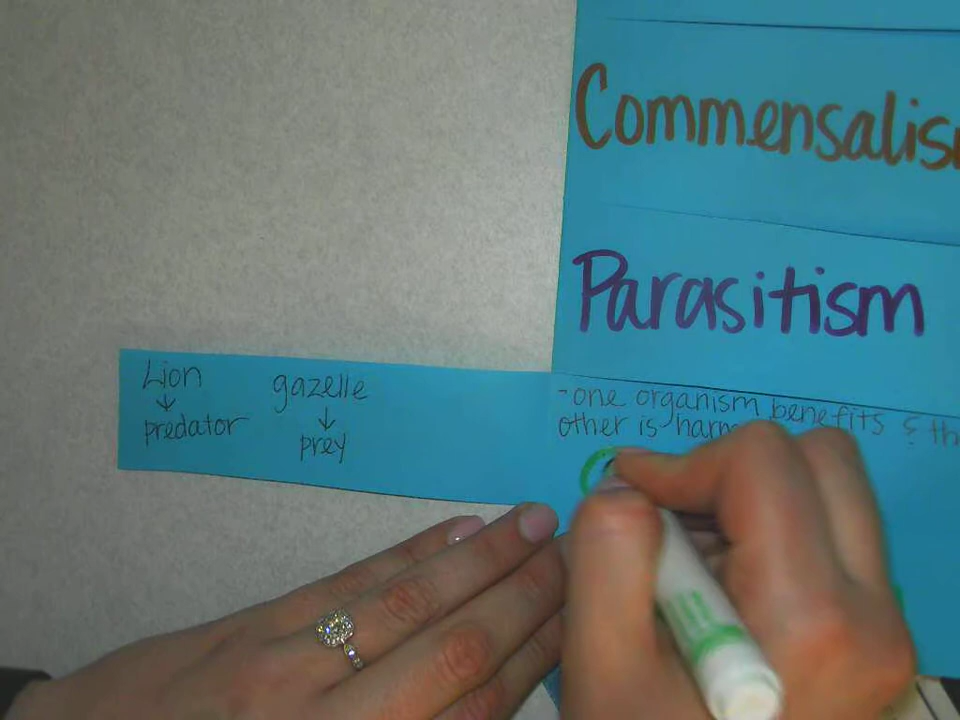 Commensalis
Parasitism
Lion gazelle
↓ ↓
predator prey
-one organism benefits & th
other is harm